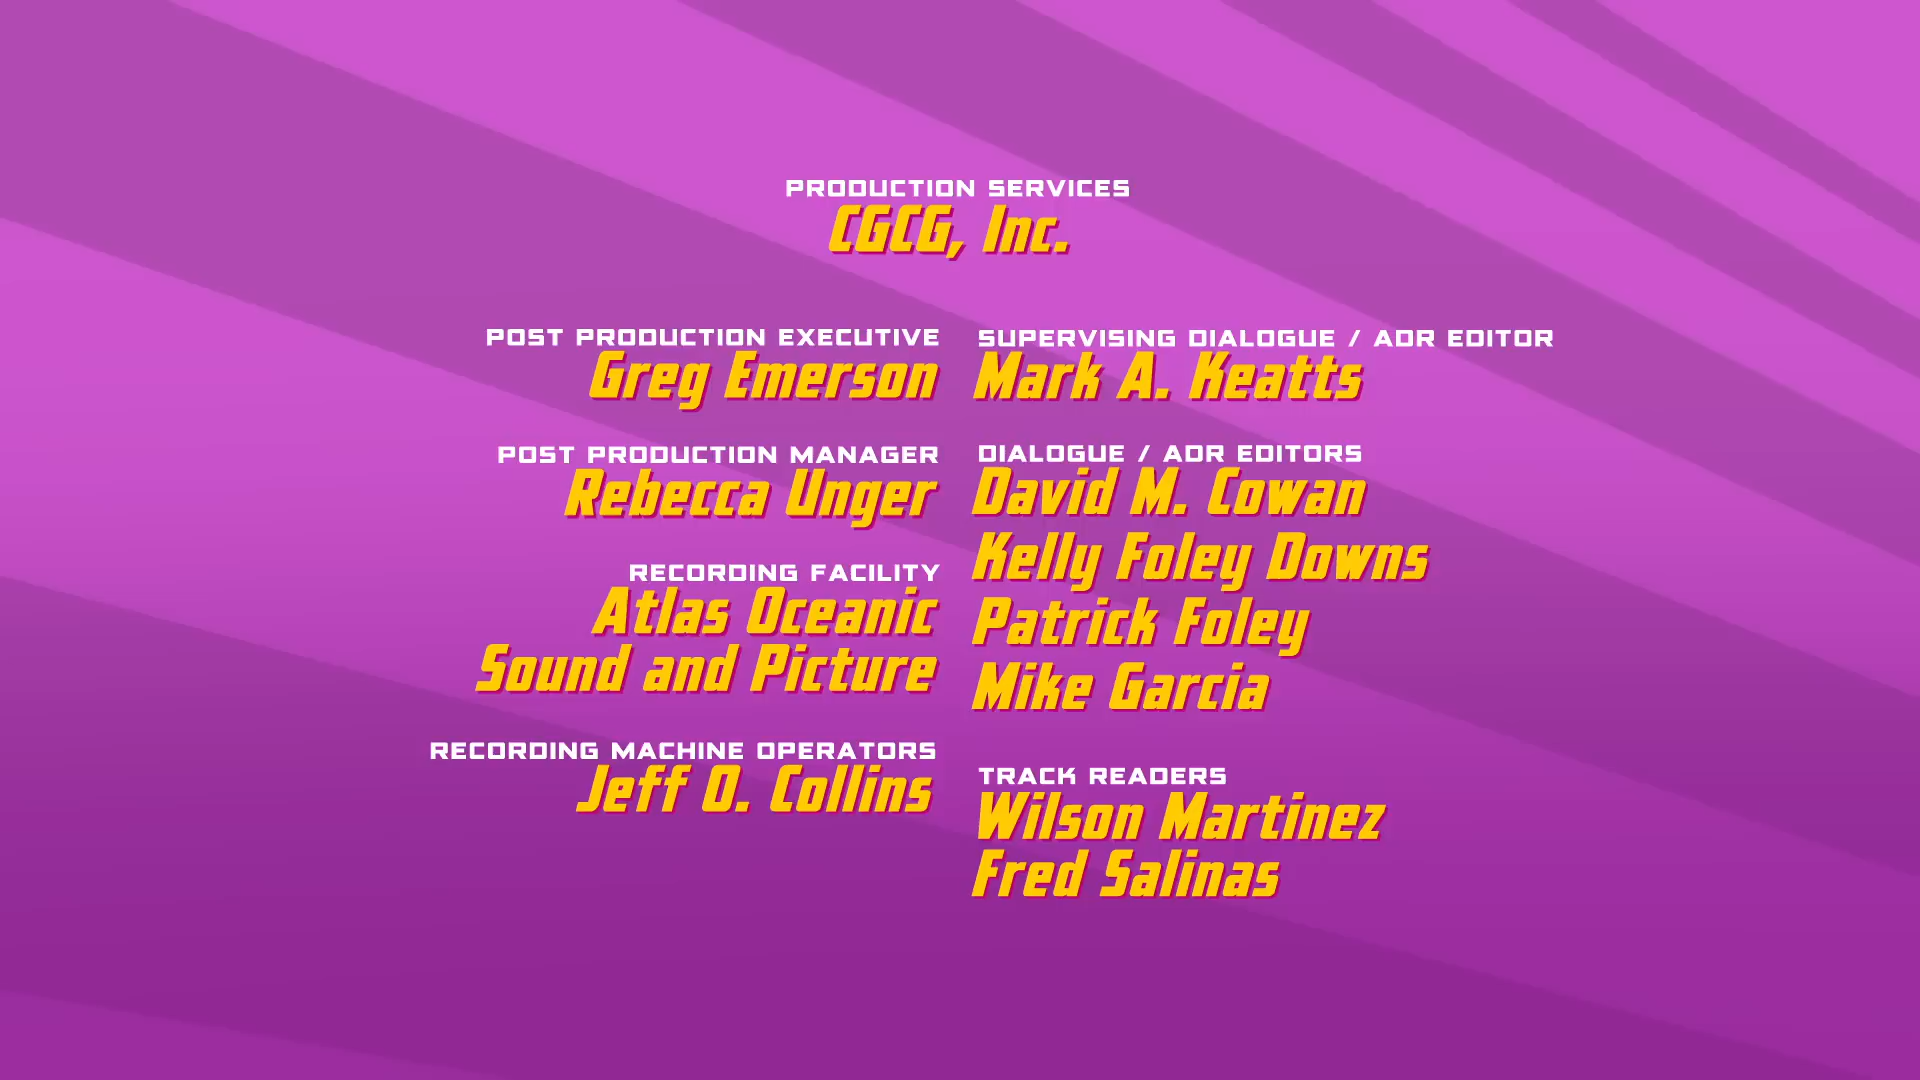 PRODUCTION SERVICES
CGCG, Inc.
POST PRODUCTION EXECUTIVE
Greg Emerson
POST PRODUCTION MANAGER
Rebecca Unger
RECORDING FACILITY
Atlas Oceanic
Sound and Picture
RECORDING MACHINE OPERATORS
Jeff O. Collins
SUPERVISING DIALOGUE / ADR EDITOR
Mark A. Keatts
DIALOGUE / ADR EDITORS
David M. Cowan
Kelly Foley Downs
Patrick Foley
Mike Garcia
TRACK READERS
Wilson Martinez
Fred Salinas